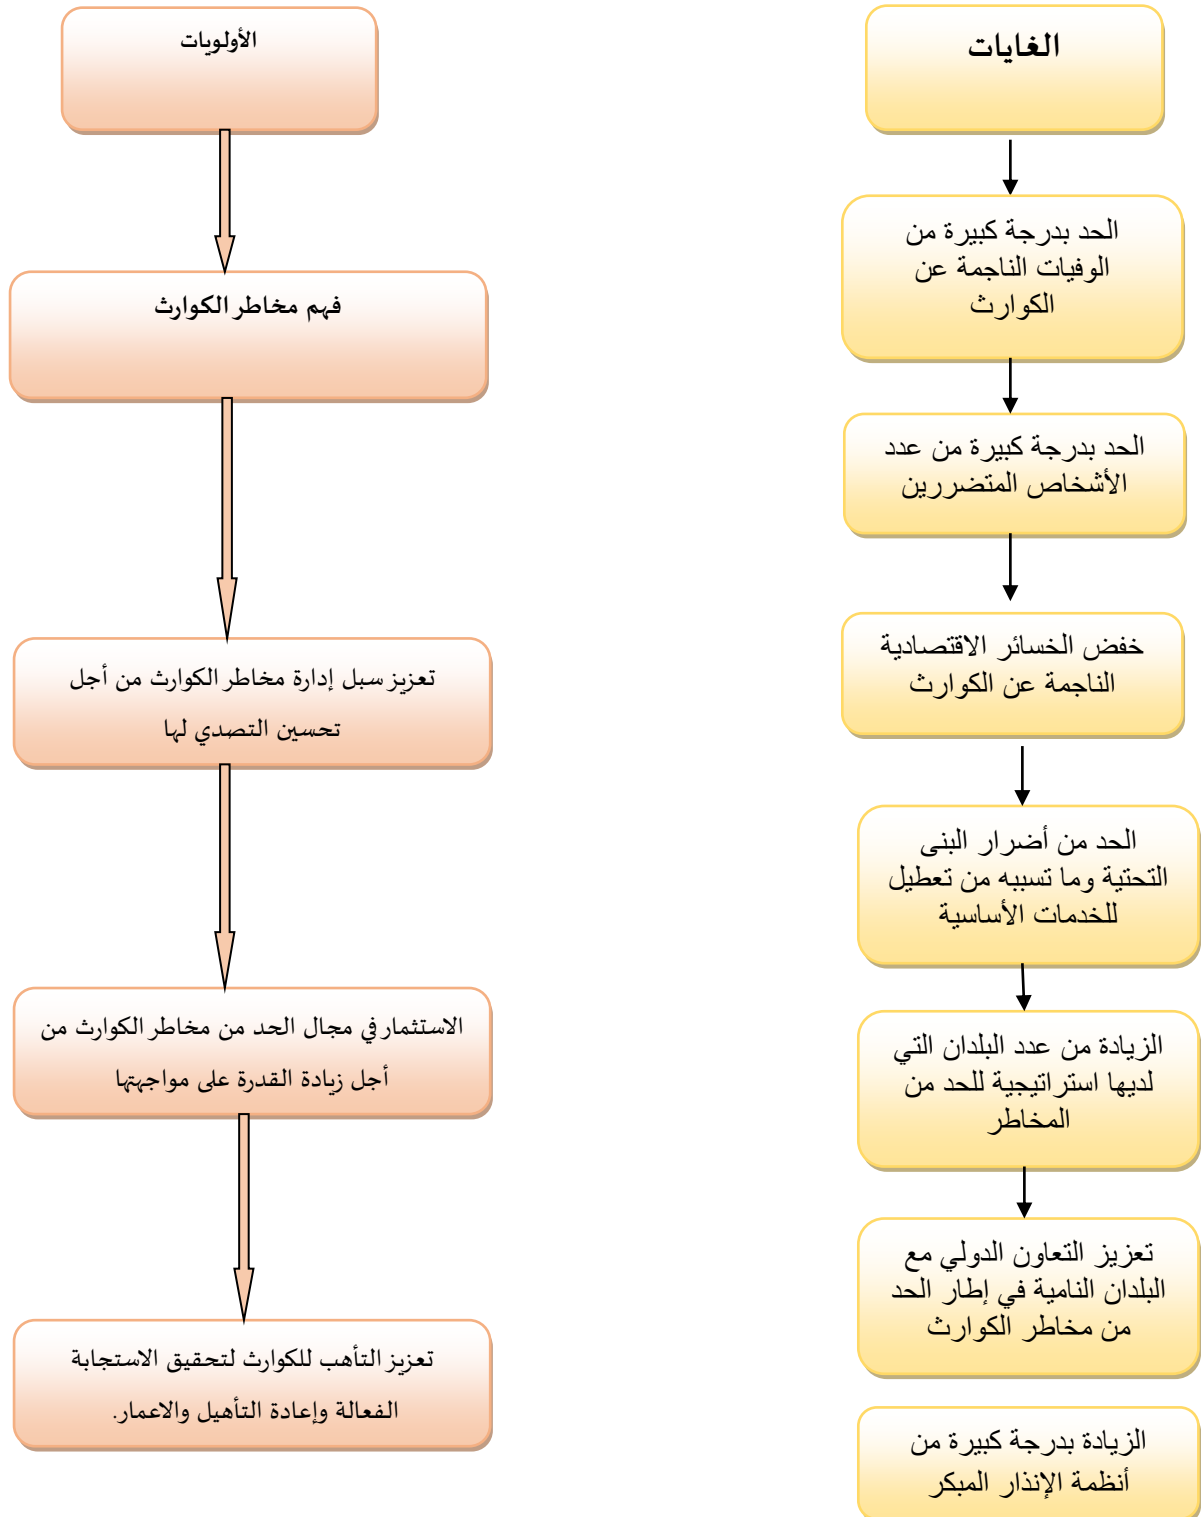 الغايات
الحد بدرجة كبيرة من
الوفيات الناجمة عن
الكوارث
الحد بدرجة كبيرة من عدد
الأشخاص المتضررين
خفض الخسائر الاقتصادية
الناجمة عن الكوارث
الحد من أضرار البنى
التحتية وما تسببه من تعطيل
للخدمات الأساسية
الزيادة من عدد البلدان التي
لديها استراتيجية للحد من
المخاطر
تعزيز التعاون الدولي مع
البلدان النامية في إطار الحد
من مخاطر الكوارث
الزيادة بدرجة كبيرة من
أنظمة الإنذار المبكر
الأولويات
فهم مخاطر الكوارث
تعزيز سبل إدارة مخاطر الكوارث من أجل
تحسين التصدي لها
الاستثمار في مجال الحد من مخاطر الكوارث من
أجل زيادة القدرة على مواجهتها
تعزيز التأهب للكوارث لتحقيق الاستجابة
الفعالة وإعادة التأهيل والاعمار.